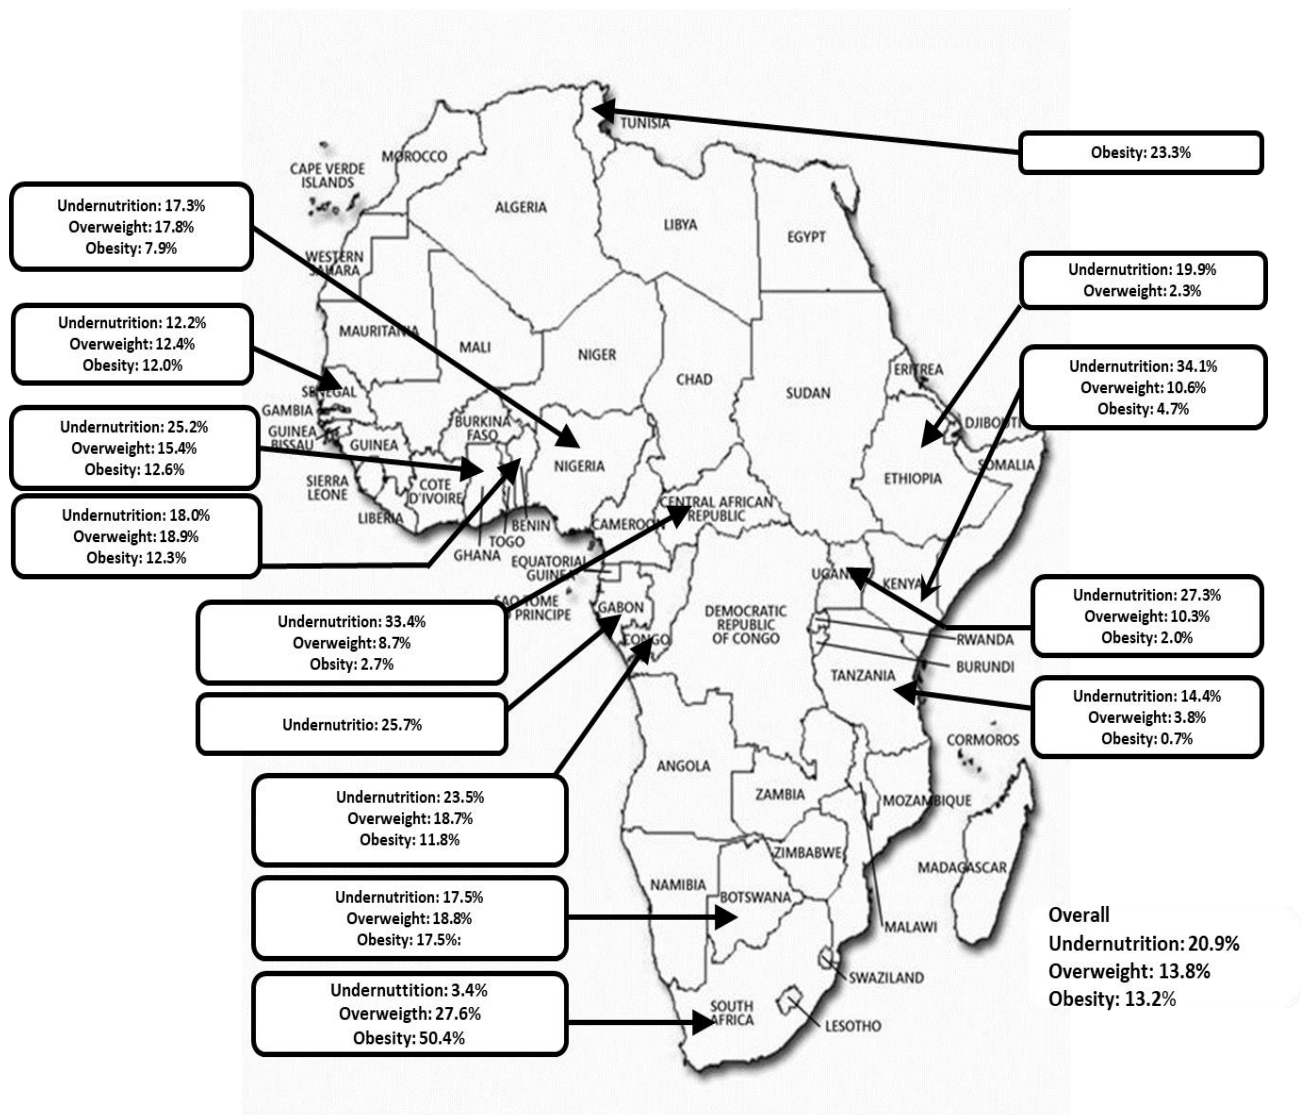 TUNISIA
Obesity: 23.3%
MOROCCO
CAPE VERDE
ISLANDS
Undernutrition: 17.3%
Overweight: 17.8%
Obesity: 7.9%
ALGERIA
LIBYA
EGYPT
WESTERN
SAHARA
Undernutrition: 19.9%
Overweight: 2.3%
Undernutrition: 12.2%
Overweight: 12.4%
Obesity: 12.0%
MAURITANIA
MALI
NIGER
CHAD
SUDAN
ERITREA
Undernutrition: 34.1%
Overweight: 10.6%
Obesity: 4.7%
SENEGAL
GAMBIA
GUINEA
BISSAU
GUINEA
BURKINA
FASO
DJIBOUTI
Undernutrition: 25.2%
Overweight: 15.4%
Obesity: 12.6%
SIERRA
LEONE
COTE
D'IVOIRE
NIGERIA
ETHIOPIA
SOMALIA
LIBERIA
CENTRAL AFRICAN
REPUBLIC
Undernutrition: 18.0%
Overweight: 18.9%
Obesity: 12.3%
BENIN
TOGO
GHANA
CAMEROON
EQUATORIAL
GUINEA
UGANDA
KENYA
Undernutrition: 27.3%
Overweight: 10.3%
Obesity: 2.0%
SAO TOME
PRINCIPE
GABON
CONGO
DEMOCRATIC
REPUBLIC
OF CONGO
RWANDA
BURUNDI
Undernutrition: 33.4%
Overweight: 8.7%
Obsity: 2.7%
TANZANIA
Undernutrition: 14.4%
Overweight: 3.8%
Obesity: 0.7%
Undernutritio: 25.7%
CORMOROS
ANGOLA
ZAMBIA
MOZAMBIQUE
Undernutrition: 23.5%
Overweight: 18.7%
Obesity: 11.8%
ZIMBABWE
MADAGASCAR
NAMIBIA
BOTSWANA
Undernutrition: 17.5%
Overweight: 18.8%
Obesity: 17.5%:
MALAWI
SWAZILAND
Undernuttition: 3.4%
Overweigth: 27.6%
Obesity: 50.4%
SOUTH
AFRICA
LESOTHO
Overall
Undernutrition: 20.9%
Overweight: 13.8%
Obesity: 13.2%